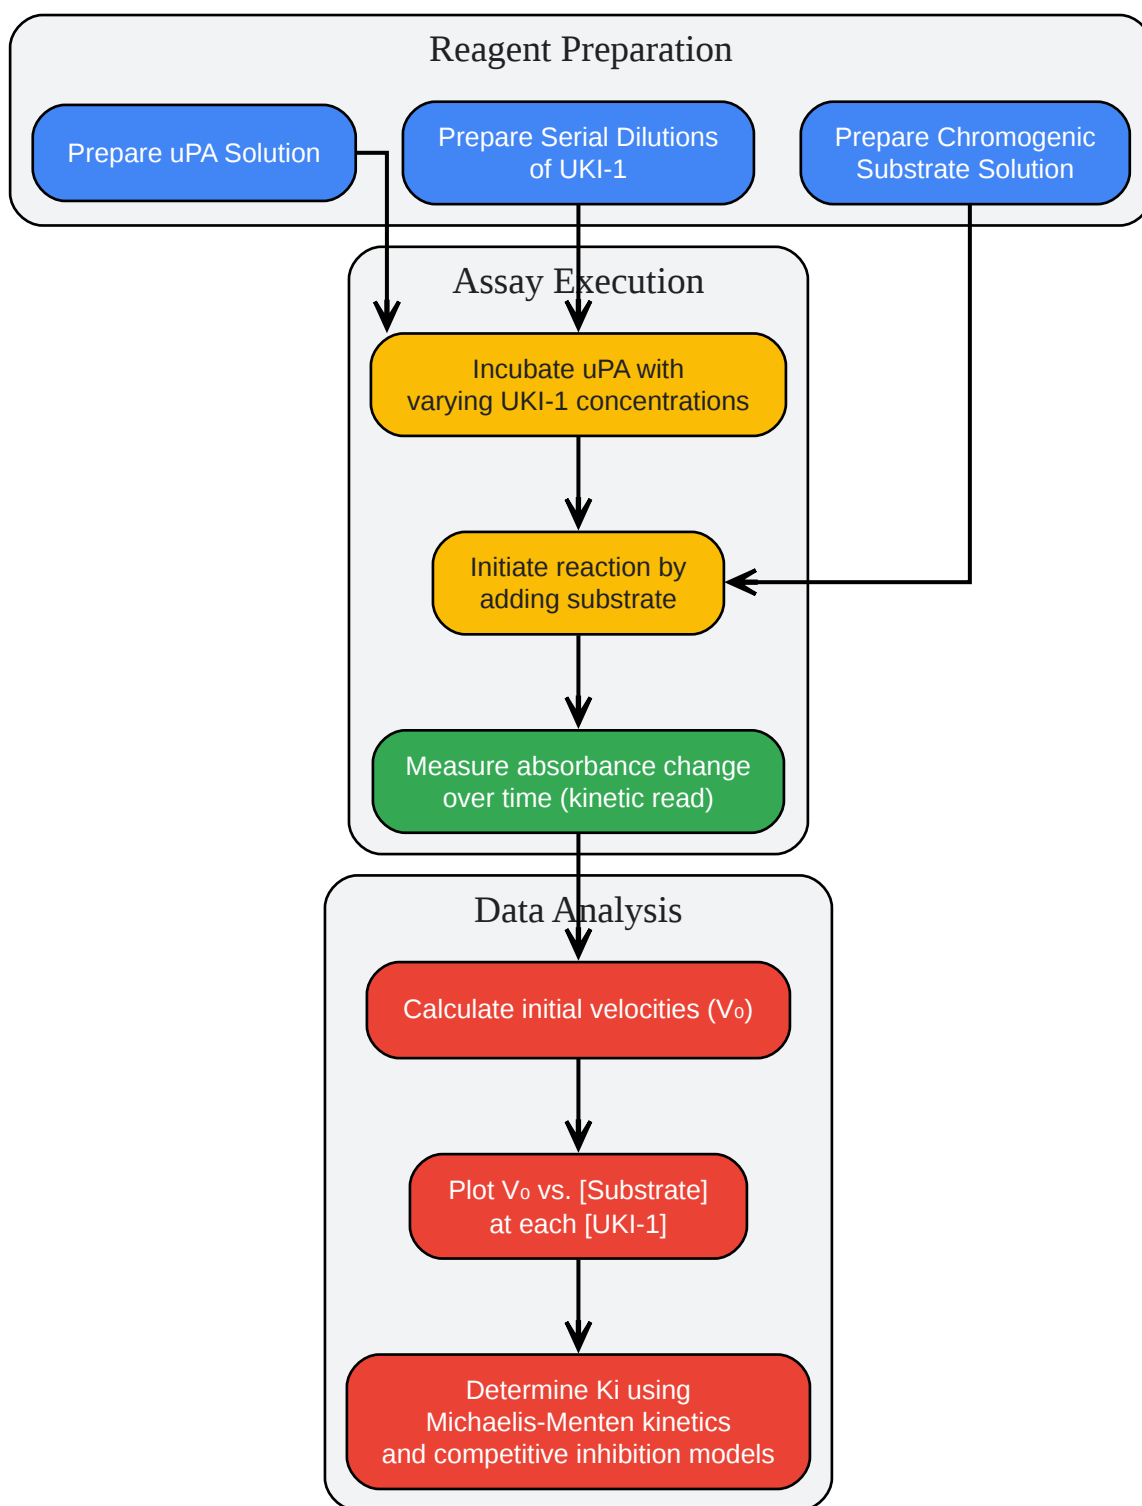 Reagent Preparation
Prepare uPA Solution
Prepare Serial Dilutions
of UKI-1
Prepare Chromogenic
Substrate Solution
Assay Execution
Incubate uPA with
varying UKI-1 concentrations
Initiate reaction by
adding substrate
Measure absorbance change
over time (kinetic read)
Data Analysis
Calculate initial velocities (V₀)
Plot V₀ vs. [Substrate]
at each [UKI-1]
Determine Ki using
Michaelis-Menten kinetics
and competitive inhibition models